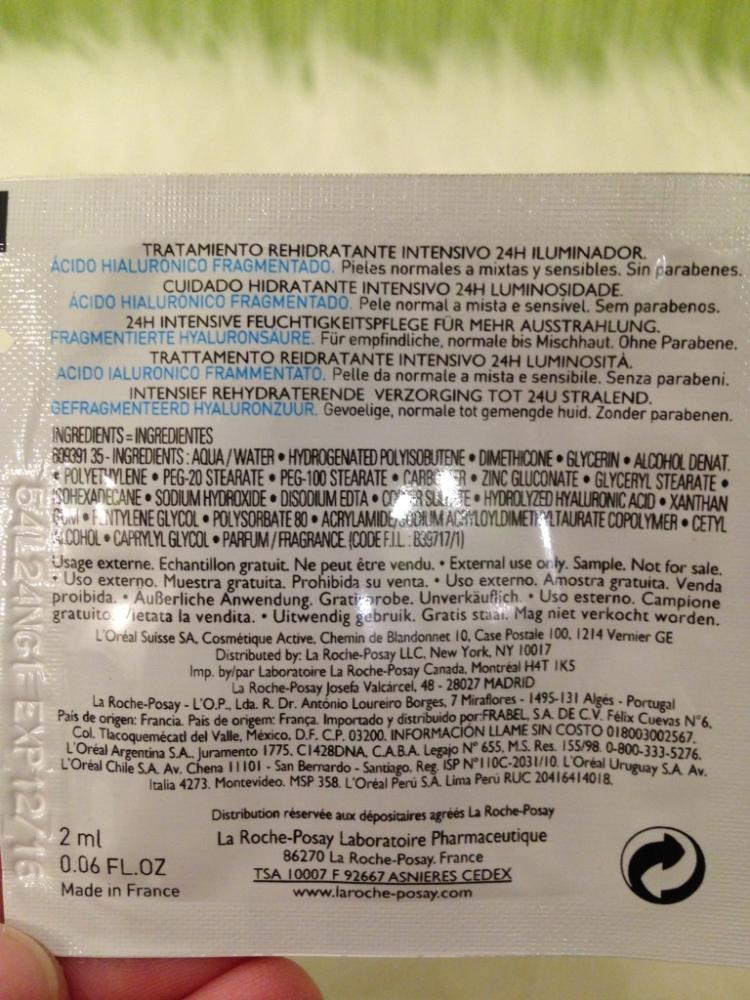 TRATAMIENTO REHIDRATANTE INTENSIVO 24H ILUMINADOR.
ÁCIDO HIALURÓNICO FRAGMENTADO. Pieles normales a mixtas y sensibles. Sin parabenes.
CUIDADO HIDRATANTE INTENSIVO 24H LUMINOSIDADE.
ÁCIDO HIALURÓNICO FRAGMENTADO. Pele normal a mista e sensível. Sem parabenos.
24H INTENSIVE FEUCHTIGKEITSPFLEGE FÜR MEHR AUSSTRAHLUNG.
FRAGMENTIERTE HYALURONSÄURE. Für empfindliche, normale bis Mischhaut. Ohne Parabene.
TRATTAMENTO REIDRATANTE INTENSIVO 24H LUMINOSITÀ.
ACIDO IALURONICO FRAMMENTATO. Pelle da normale a mista e sensibile. Senza parabeni.
INTENSIEF REHYDRATERENDE VERZORGING TOT 24U STRALEND.
GEFRAGMENTEERD HYALURONZUUR. Gevoelige, normale tot gemengde huid. Zonder parabenen.
INGREDIENTS = INGREDIENTES
609391 35 - INGREDIENTS : AQUA / WATER • HYDROGENATED POLYISOBUTENE • DIMETHICONE • GLYCERIN • ALCOHOL DENAT.
• POLYETHYLENE • PEG-20 STEARATE • PEG-100 STEARATE • CARBOMER • ZINC GLUCONATE • GLYCERYL STEARATE •
ISOHEXADECANE • SODIUM HYDROXIDE • DISODIUM EDTA • COPPER SULFATE • HYDROLYZED HYALURONIC ACID • XANTHAN
GUM • PENTYLENE GLYCOL • POLYSORBATE 80 • ACRYLAMIDE/SODIUM ACRYLOYLDIMETHYLTAURATE COPOLYMER • CETYL
ALCOHOL • CAPRYLYL GLYCOL • PARFUM / FRAGRANCE. (CODE F.I.L. : B39717/1)
Usage externe. Echantillon gratuit. Ne peut être vendu. • External use only. Sample. Not for sale.
• Uso externo. Muestra gratuita. Prohibida su venta. • Uso externo. Amostra gratuita. Venda
proibida. • Äußerliche Anwendung. Gratisprobe. Unverkäuflich. • Uso esterno. Campione
gratuito. Vietata la vendita. • Uitwendig gebruik. Gratis staal. Mag niet verkocht worden.
L'Oréal Suisse SA, Cosmétique Active, Chemin de Blandonnet 10, Case Postale 100, 1214 Vernier GE
Distributed by: La Roche-Posay LLC, New York, NY 10017
Imp. by/par Laboratoire La Roche-Posay Canada, Montréal H4T 1K5
La Roche-Posay Josefa Valcárcel, 48 - 28027 MADRID
La Roche-Posay - L'O.P., Lda. R. Dr. António Loureiro Borges, 7 Miraflores - 1495-131 Algés - Portugal
País de origen: Francia. País de origem: França. Importado y distribuido por:FRABEL, S.A. DE C.V. Félix Cuevas N°6,
Col. Tlacoquemécatl del Valle, México, D.F. C.P. 03200. INFORMACIÓN LLAME SIN COSTO 018003002567.
L'Oréal Argentina S.A., Juramento 1775, C1428DNA, C.A.B.A. Legajo N° 655, M.S. Res. 155/98. 0-800-333-5276.
L'Oréal Chile S.A. Av. Chena 11101 - San Bernardo - Santiago. Reg. ISP N°110C-2031/10. L'Oréal Uruguay S.A. Av.
Italia 4273. Montevideo. MSP 358. L'Oréal Perú S.A. Lima Perú RUC 20416414018.
Distribution réservée aux dépositaires agréés La Roche-Posay
La Roche-Posay Laboratoire Pharmaceutique
86270 La Roche-Posay. France
TSA 10007 F 92667 ASNIERES CEDEX
www.laroche-posay.com
2 ml
0.06 FL.OZ
Made in France
EXP 12/16